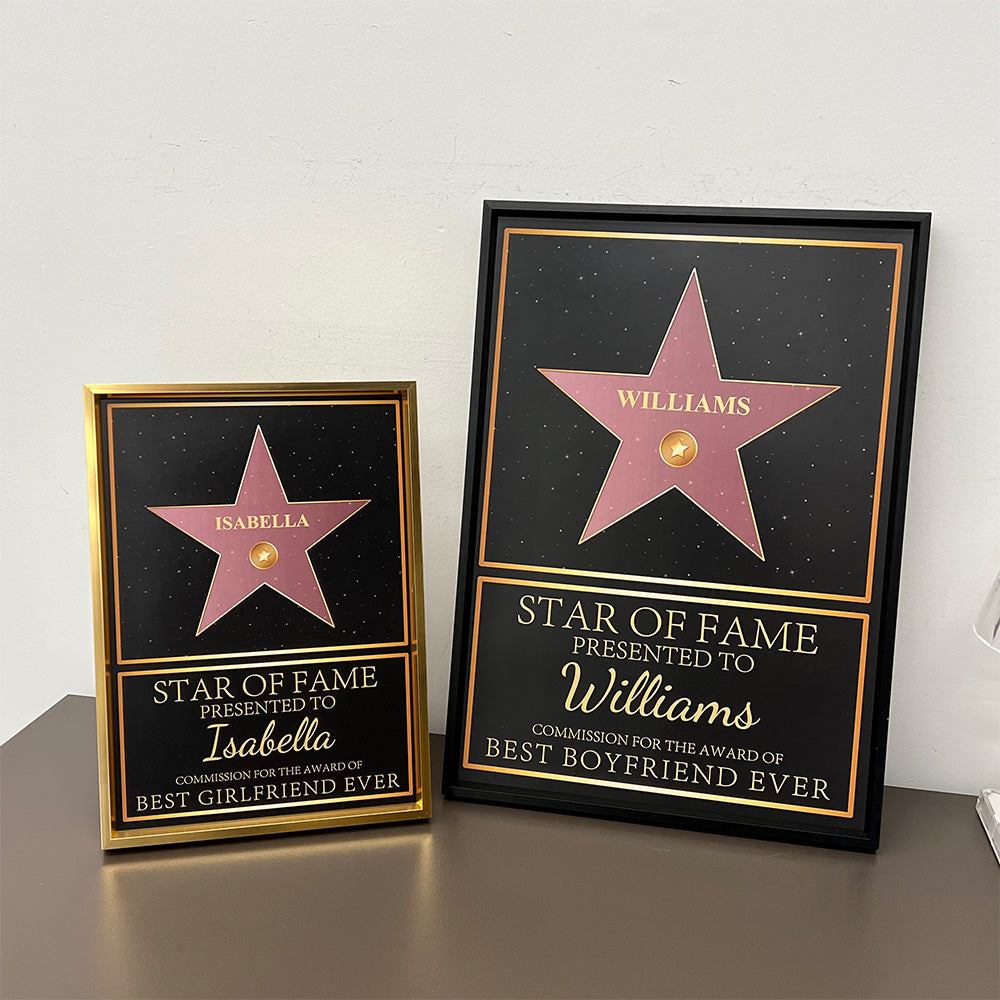 ISABELLA
STAR OF FAME
PRESENTED TO
Isabella
COMMISSION FOR THE AWARD OF
BEST GIRLFRIEND EVER
WILLIAMS
STAR OF FAME
PRESENTED TO
Williams
COMMISSION FOR THE AWARD OF
BEST BOYFRIEND EVER